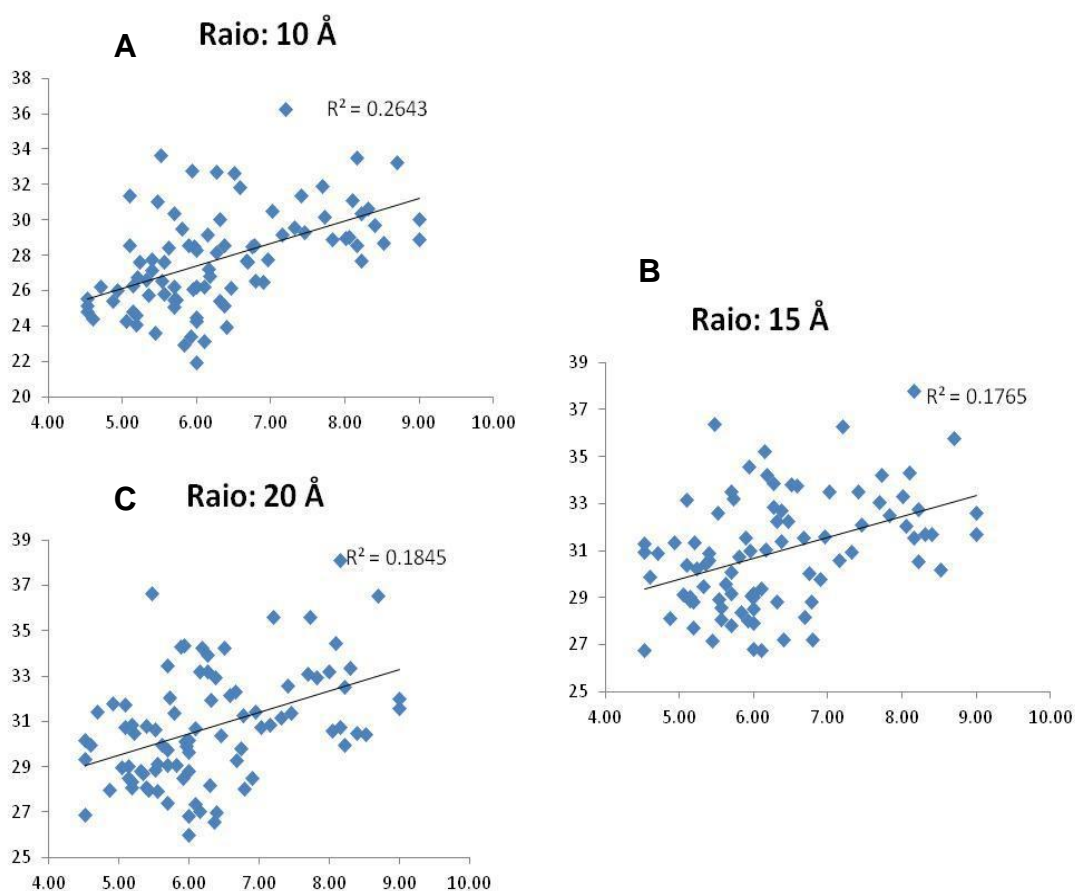 A
Raio: 10 Å
38
36
34
32
30
28
26
24
22
20
R² = 0.2643
4.00 5.00 6.00 7.00 8.00 9.00 10.00
B
Raio: 15 Å
39
37
35
33
31
29
27
25
R² = 0.1765
4.00 5.00 6.00 7.00 8.00 9.00 10.00
C
Raio: 20 Å
39
37
35
33
31
29
27
25
R² = 0.1845
4.00 5.00 6.00 7.00 8.00 9.00 10.00